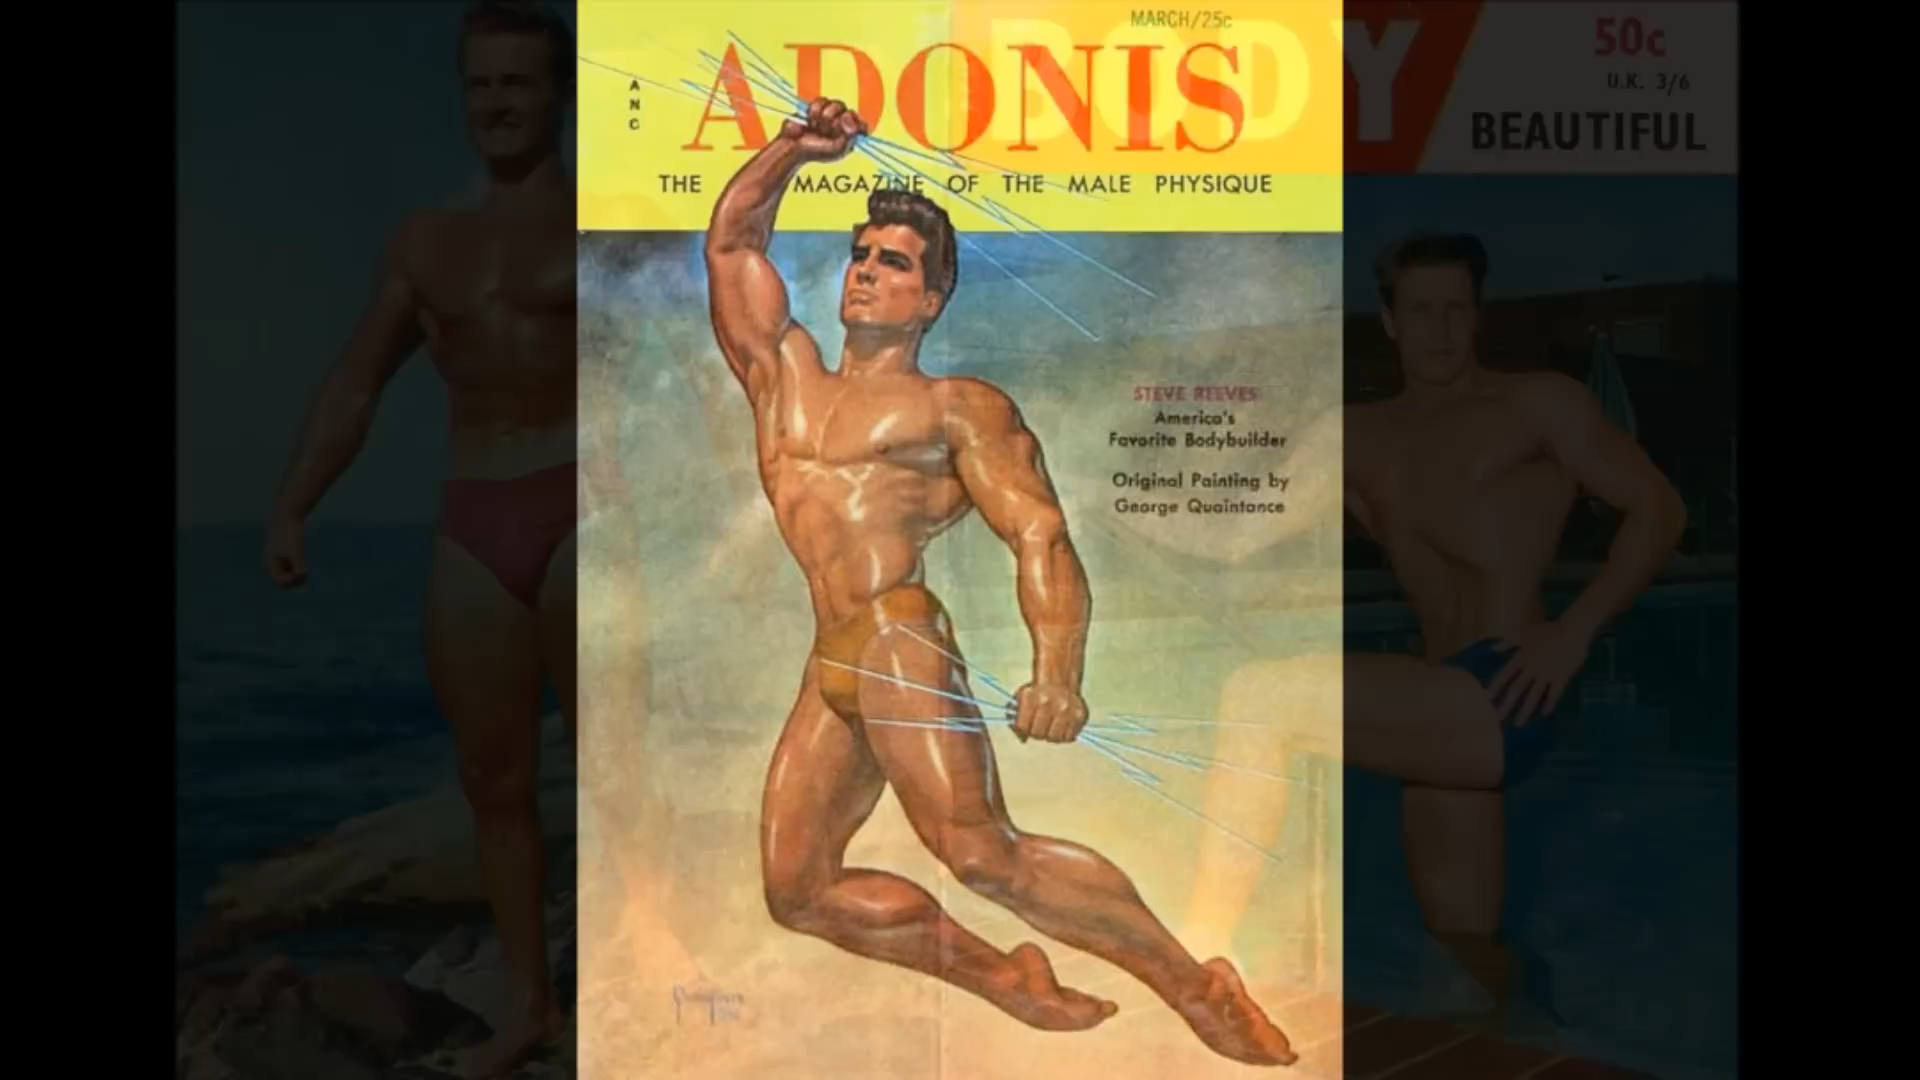 MARCH/25c
BODY
ADONIS
A
N
C
THE MAGAZINE OF THE MALE PHYSIQUE
50c
U.K. 3/6
BEAUTIFUL
STEVE REEVES
America's
Favorite Bodybuilder
Original Painting by
George Quaintance